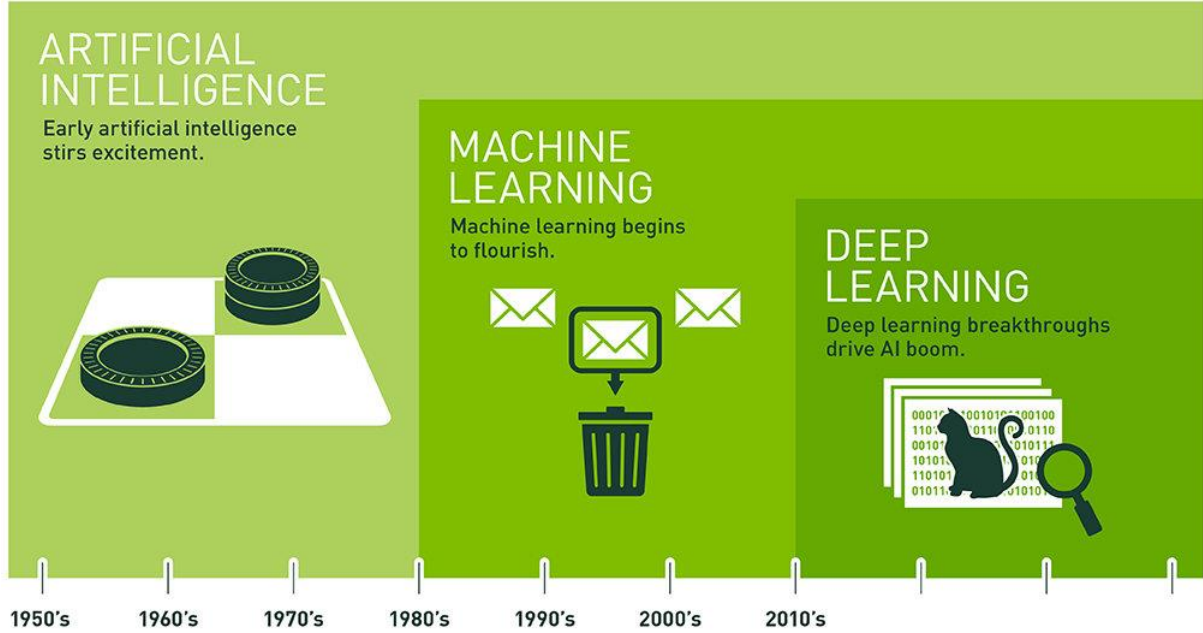 ARTIFICIAL
INTELLIGENCE
Early artificial intelligence
stirs excitement.
MACHINE
LEARNING
Machine learning begins
to flourish.
DEEP
LEARNING
Deep learning breakthroughs
drive AI boom.
1950's
1960's
1970's
1980's
1990's
2000's
2010's